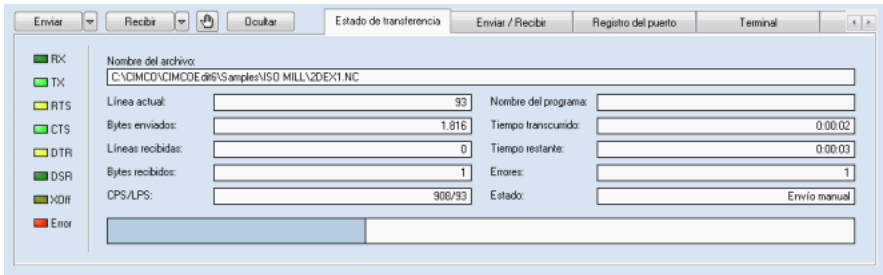 Enviar Recibir Ocultar Estado de transferencia Enviar / Recibir Registro del puerto Terminal
RX
TX
RTS
CTS
DTR
DSR
XOff
Error
Nombre del archivo:
C:\CIMCO\CIMCOEdit6\Samples\ISO MILL\2DEX1.NC
Línea actual: 93 Nombre del programa:
Bytes enviados: 1.816 Tiempo transcurrido: 0:00:02
Líneas recibidas: 0 Tiempo restante: 0:00:03
Bytes recibidos: 1 Errores: 1
CPS/LPS: 908/93 Estado: Envío manual